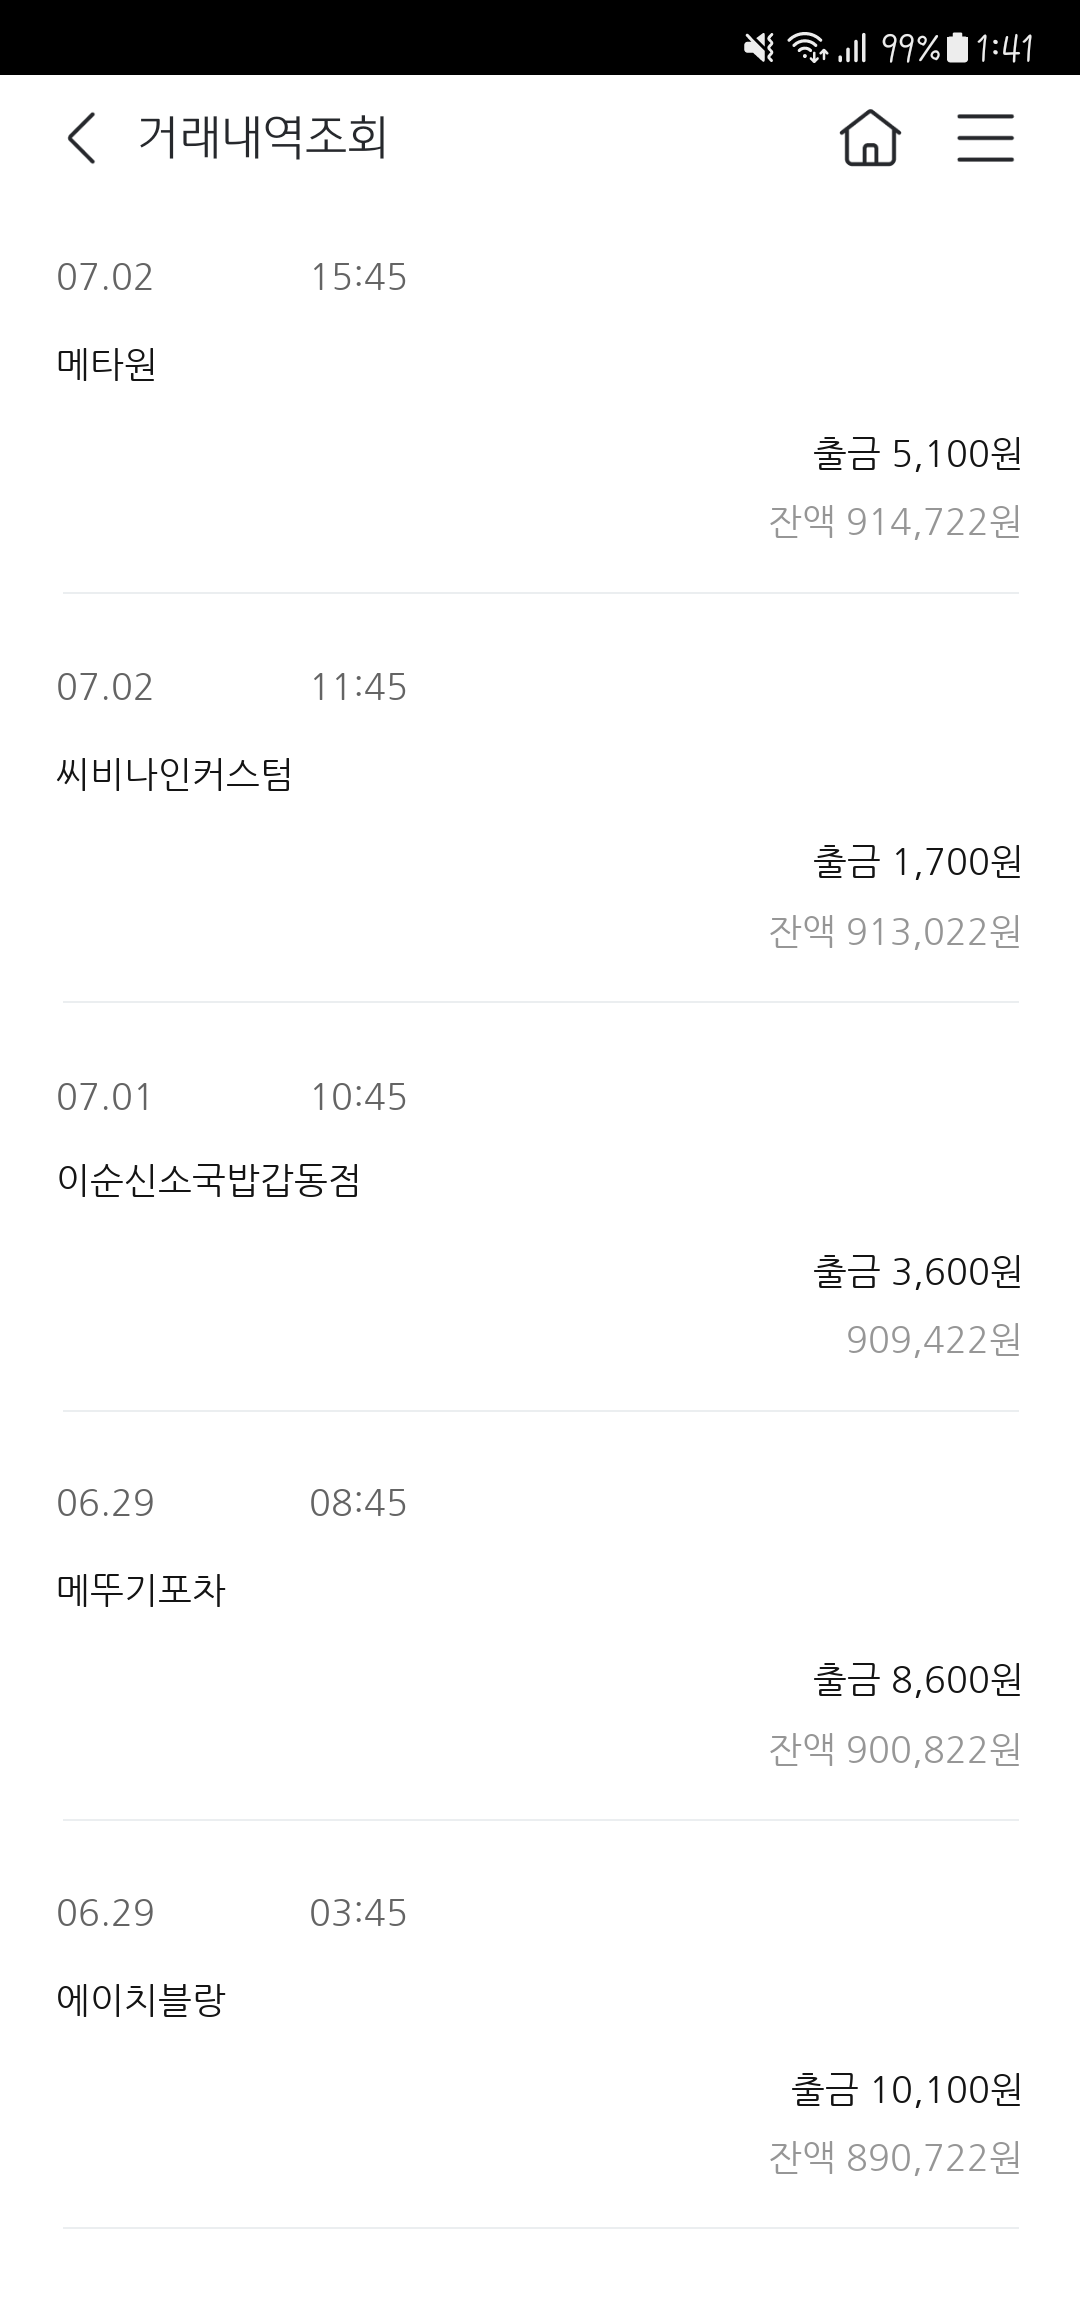 99% 1:41
거래내역조회
07.02 15:45
메타원
출금 5,100원
잔액 914,722원
07.02 11:45
씨비나인커스텀
출금 1,700원
잔액 913,022원
07.01 10:45
이순신소국밥갑동점
출금 3,600원
909,422원
06.29 08:45
메뚜기포차
출금 8,600원
잔액 900,822원
06.29 03:45
에이치블랑
출금 10,100원
잔액 890,722원